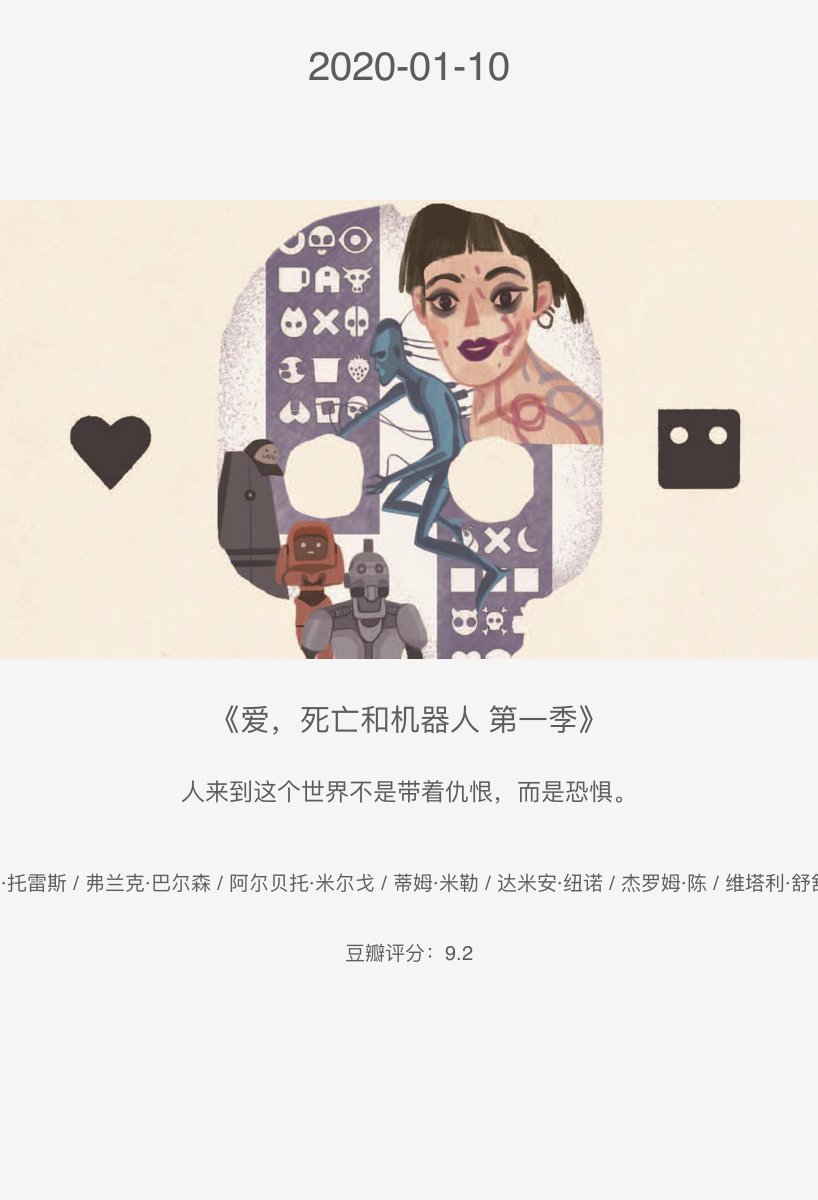 2020-01-10
《爱，死亡和机器人 第一季》
人来到这个世界不是带着仇恨，而是恐惧。
·托雷斯 / 弗兰克·巴尔森 / 阿尔贝托·米尔戈 / 蒂姆·米勒 / 达米安·纽诺 / 杰罗姆·陈 / 维塔利·舒
豆瓣评分：9.2